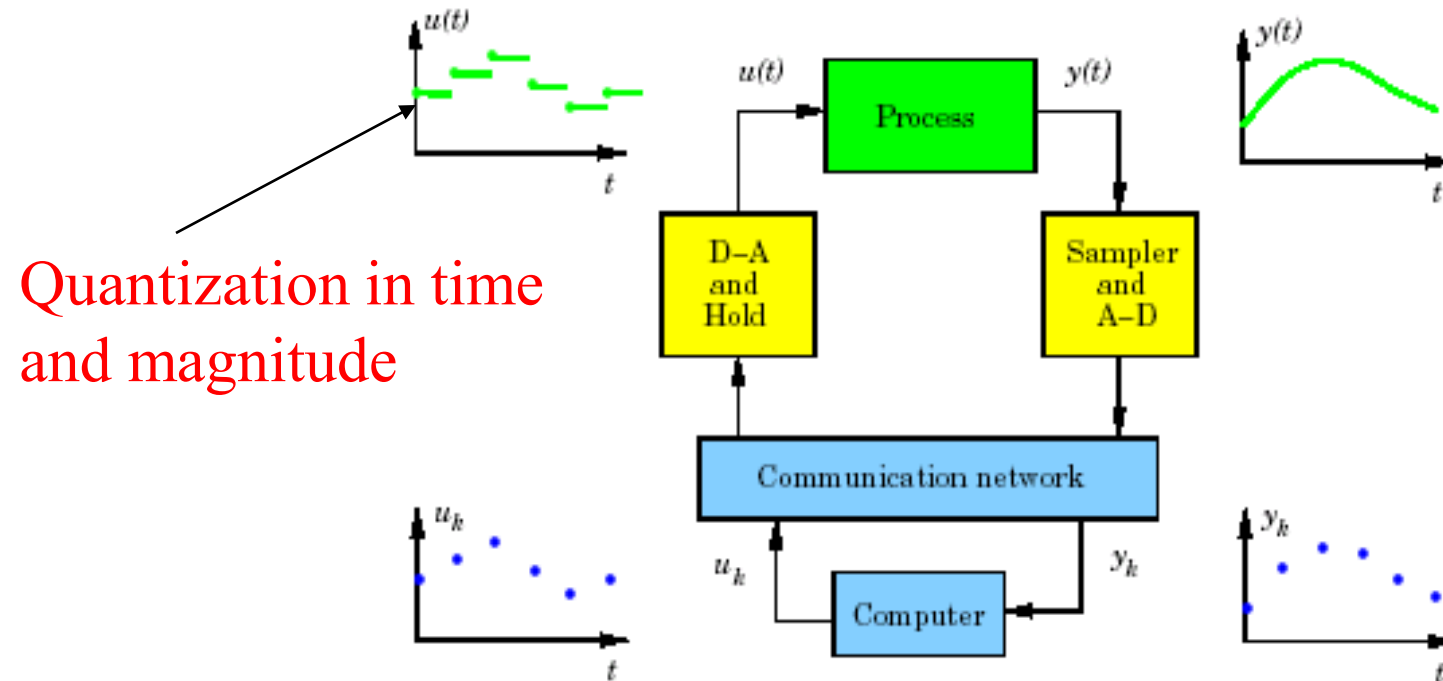 u(t)
t
Quantization in time
and magnitude
u(t)
Process
y(t)
y(t)
t
D–A
and
Hold
Sampler
and
A–D
Communication network
u_k
t
u_k
Computer
y_k
y_k
t